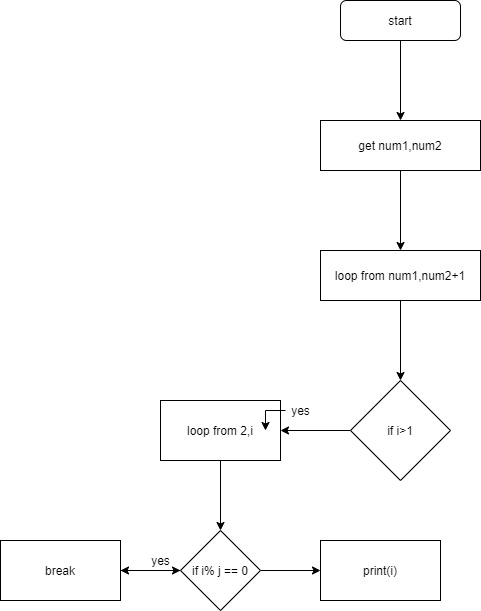 start
get num1,num2
loop from num1,num2+1
if i>1
yes
loop from 2,i
if i% j == 0
yes
break
print(i)